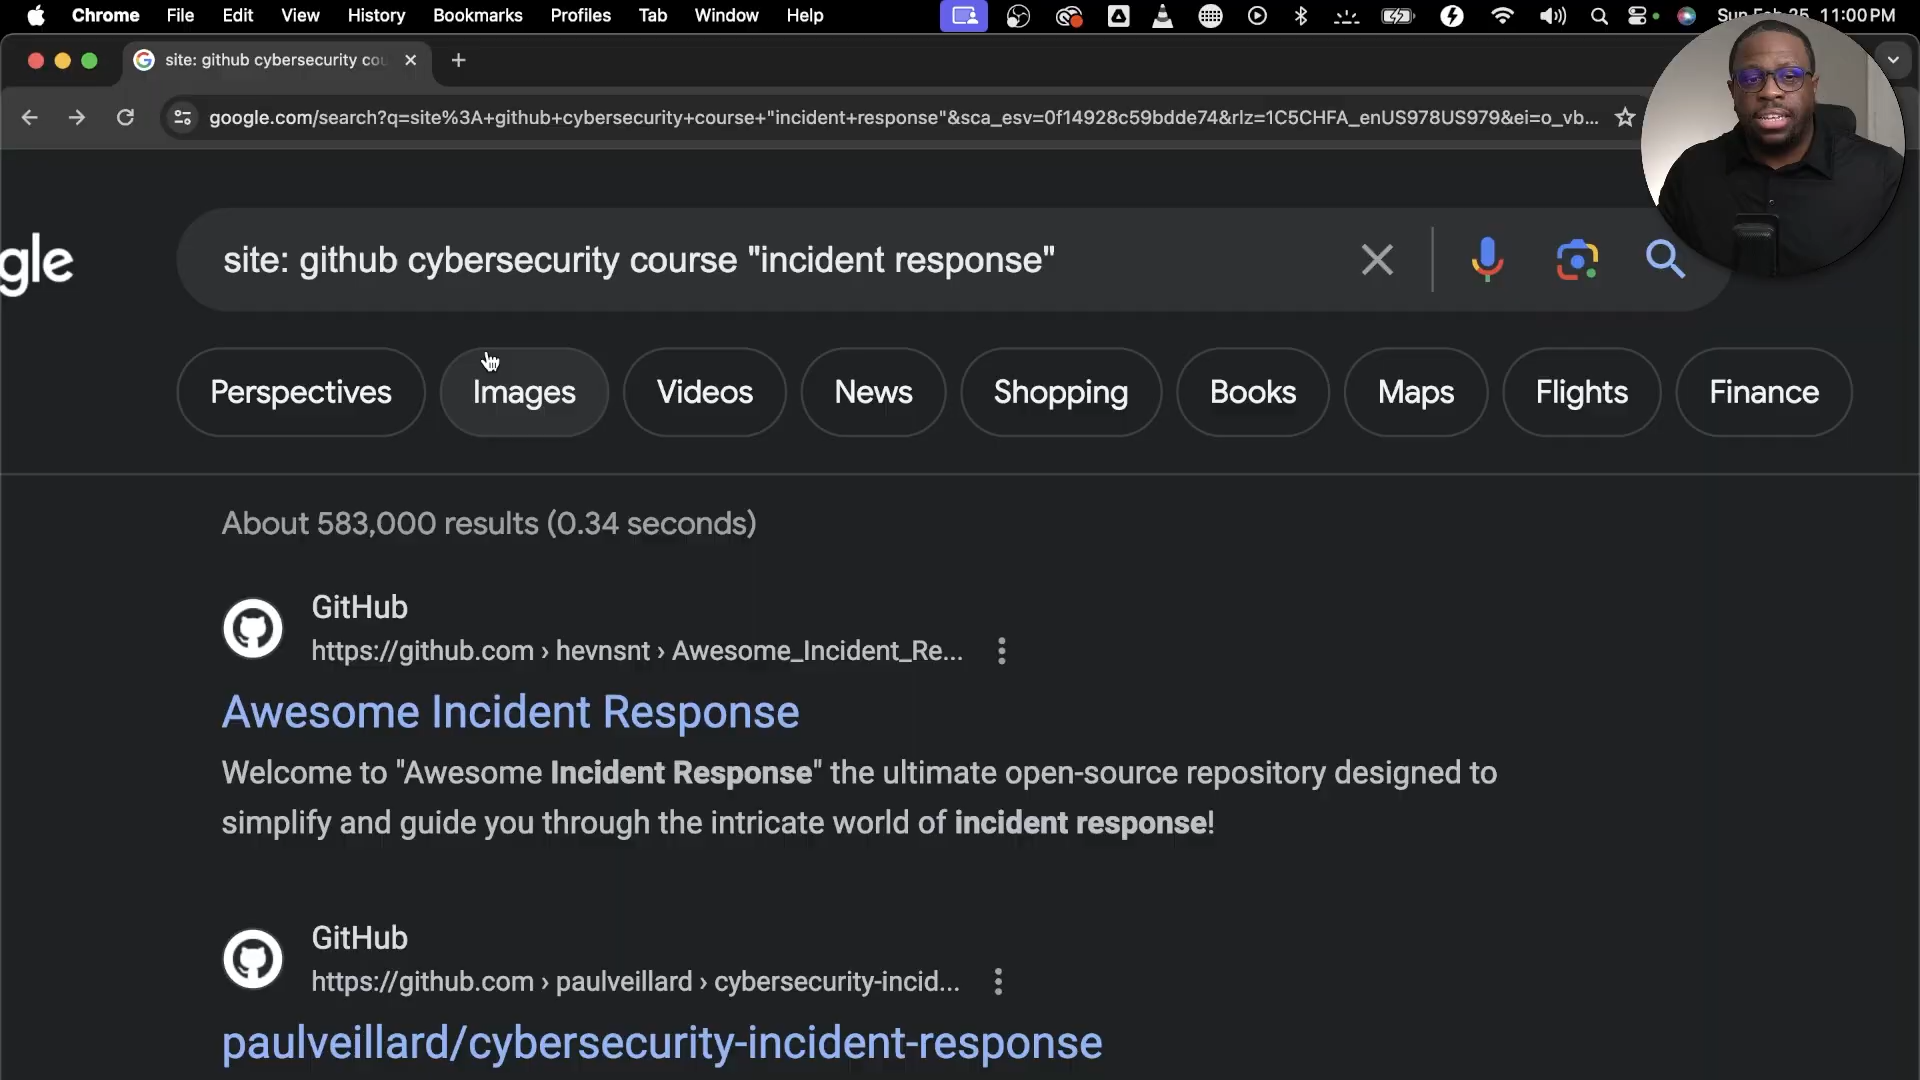 Chrome File Edit View History Bookmarks Profiles Tab Window Help
11:00 PM
site: github cybersecurity cou
google.com/search?q=site%3A+github+cybersecurity+course+"incident+response"&sca_esv=0f14928c59bdde74&rlz=1C5CHFA_enUS978US979&ei=o_vb...
gle
site: github cybersecurity course "incident response"
Perspectives Images Videos News Shopping Books Maps Flights Finance
About 583,000 results (0.34 seconds)
GitHub
https://github.com › hevnsnt › Awesome_Incident_Re...
Awesome Incident Response
Welcome to "Awesome Incident Response" the ultimate open-source repository designed to
simplify and guide you through the intricate world of incident response!
GitHub
https://github.com › paulveillard › cybersecurity-incid...
paulveillard/cybersecurity-incident-response